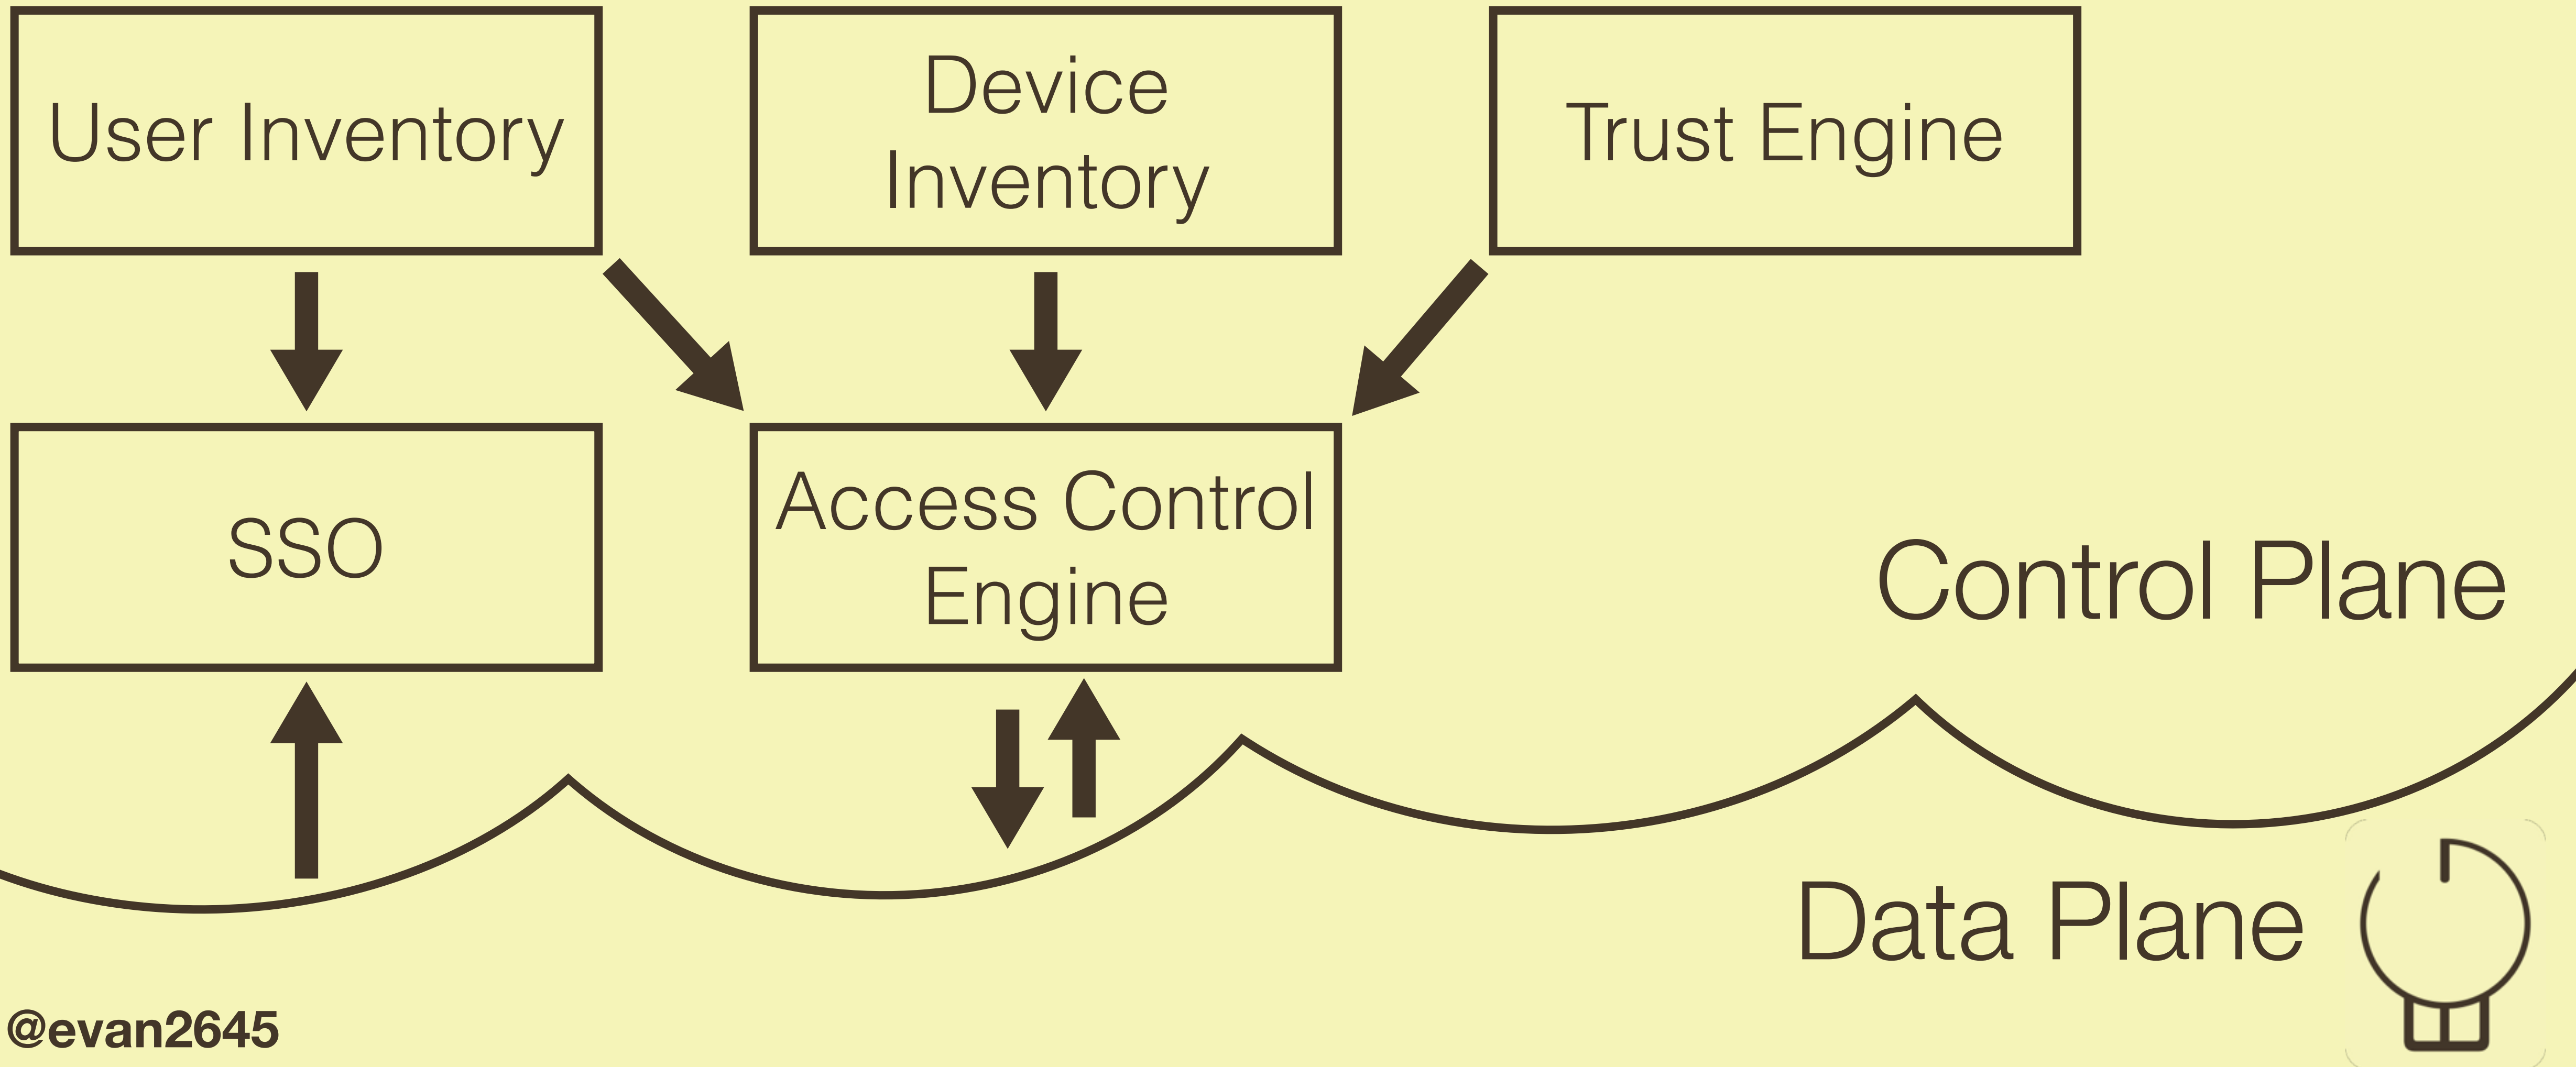 User Inventory
Device
Inventory
Trust Engine
SSO
Access Control
Engine
Control Plane
Data Plane
@evan2645